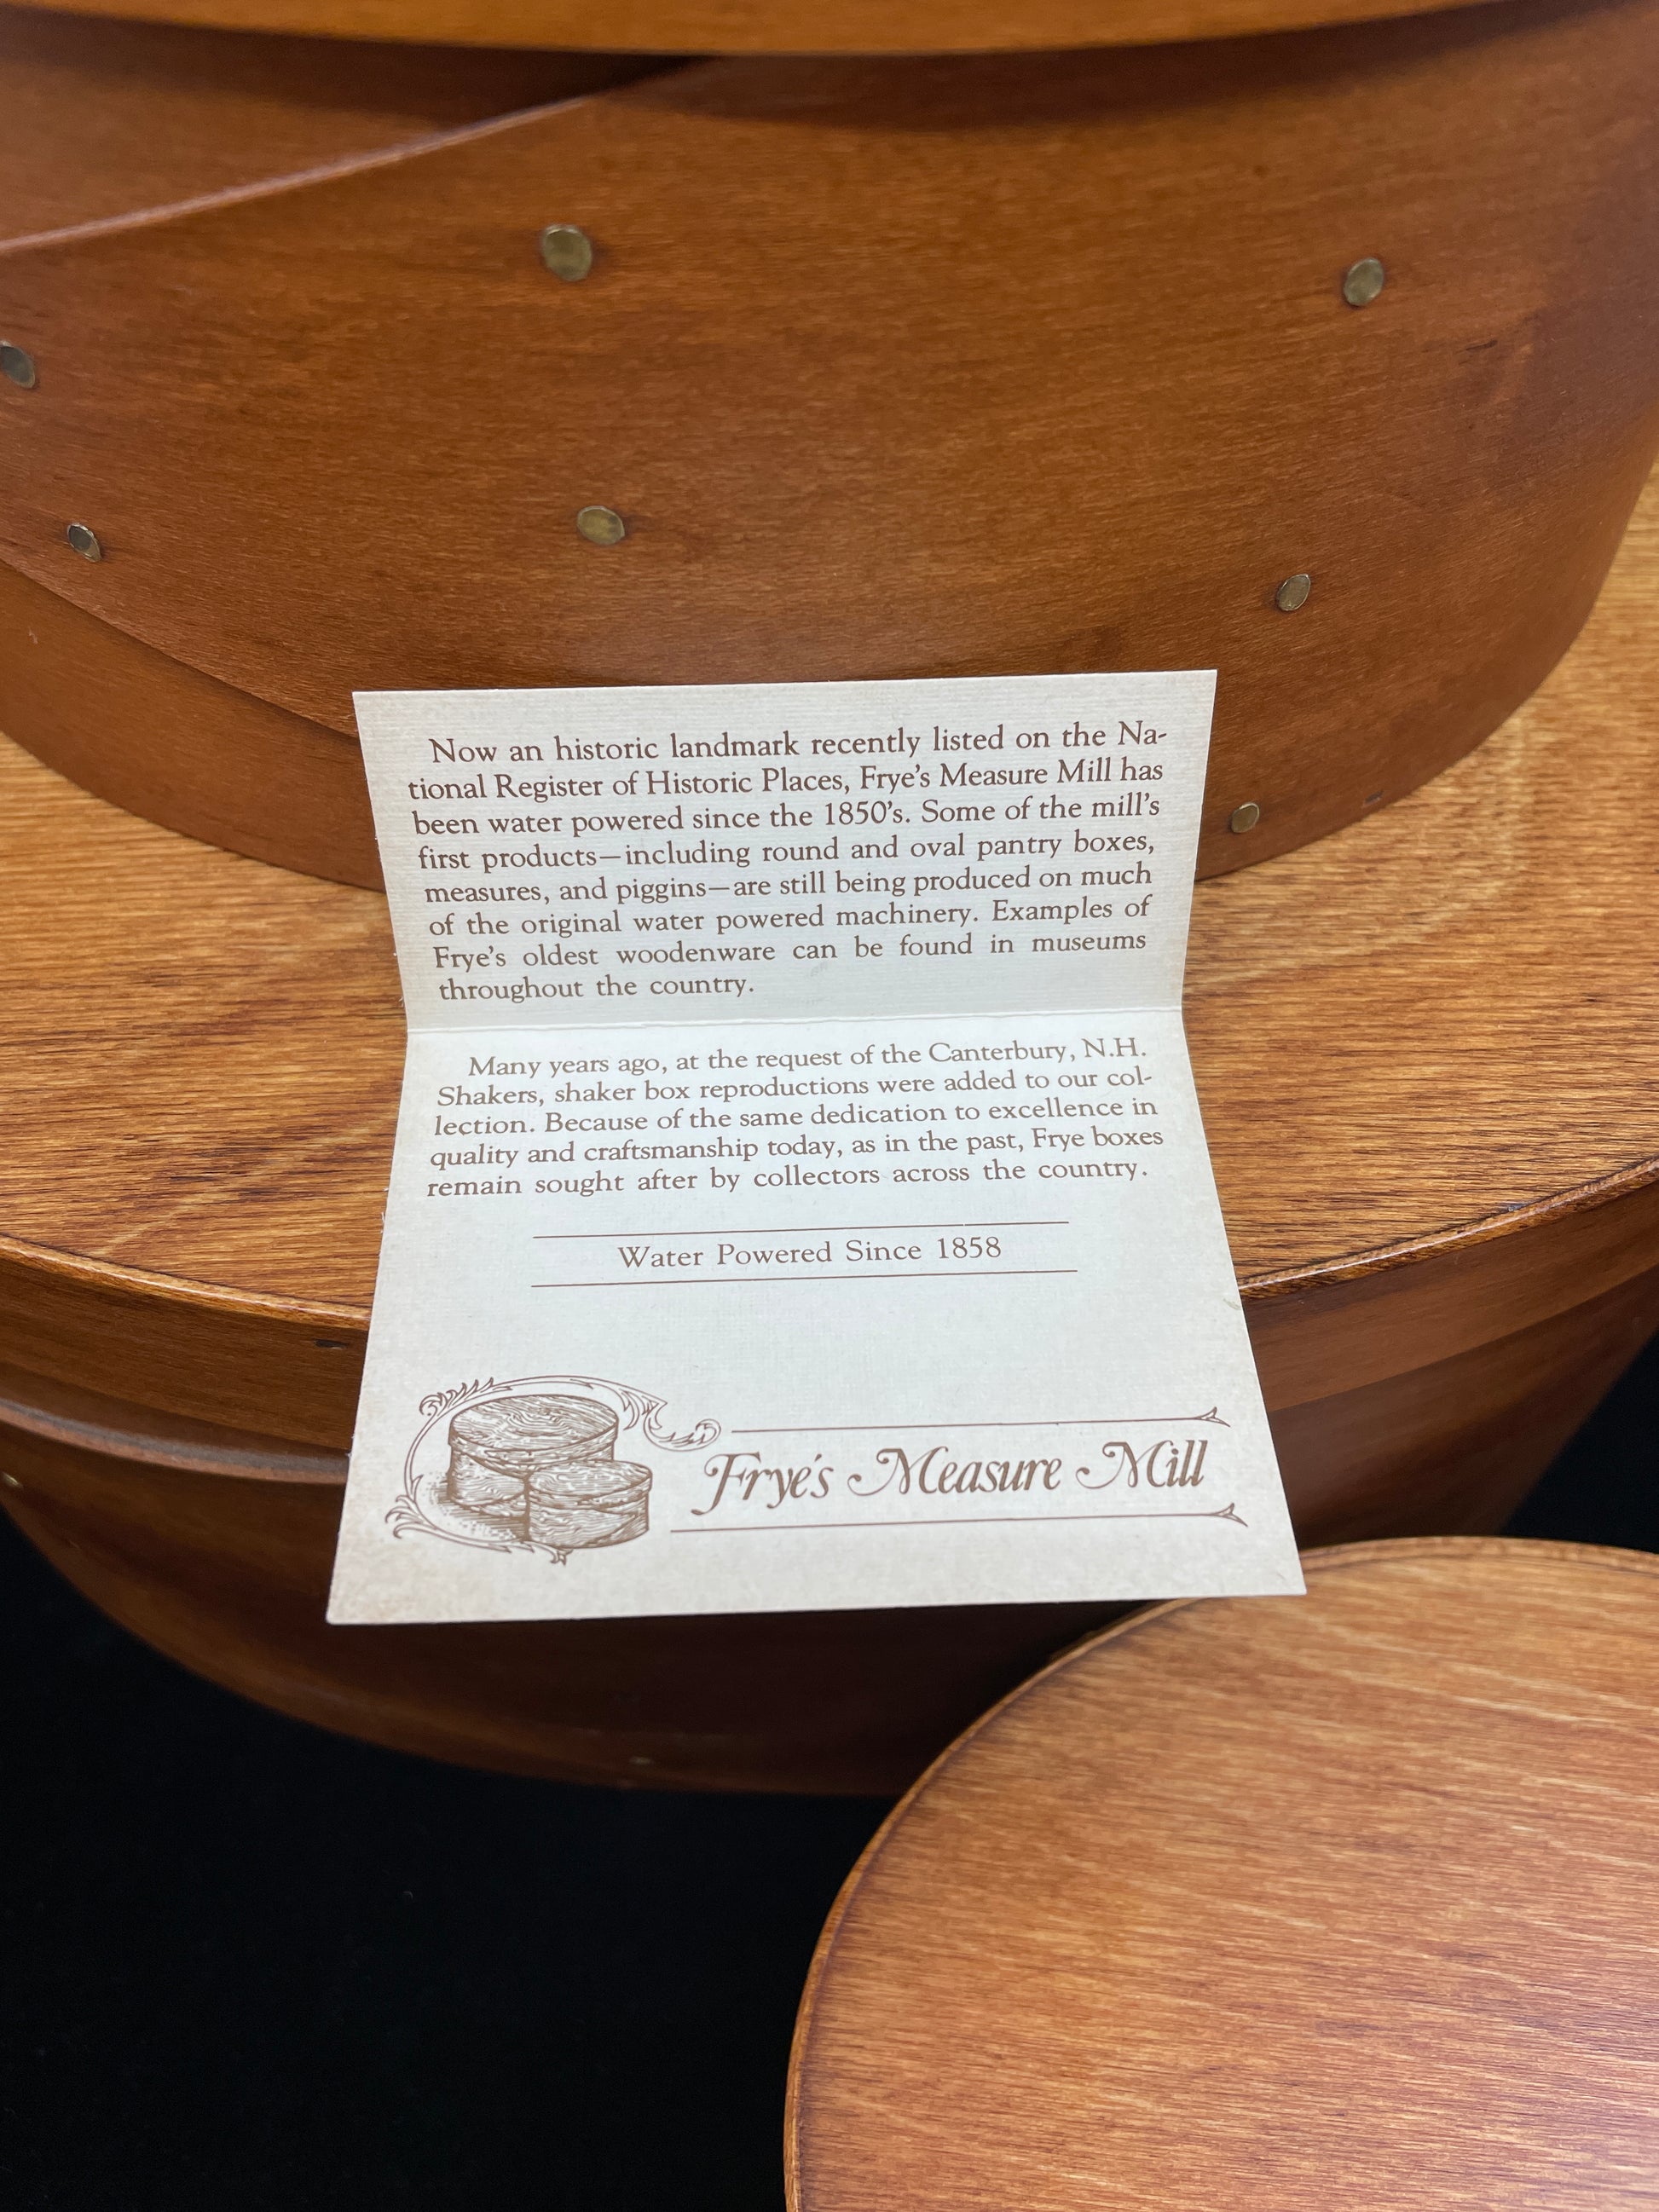 Now an historic landmark recently listed on the Na-
tional Register of Historic Places, Frye's Measure Mill has
been water powered since the 1850's. Some of the mill's
first products—including round and oval pantry boxes,
measures, and piggins—are still being produced on much
of the original water powered machinery. Examples of
Frye's oldest woodenware can be found in museums
throughout the country.
Many years ago, at the request of the Canterbury, N.H.
Shakers, shaker box reproductions were added to our col-
lection. Because of the same dedication to excellence in
quality and craftsmanship today, as in the past, Frye boxes
remain sought after by collectors across the country.
Water Powered Since 1858
Frye's Measure Mill